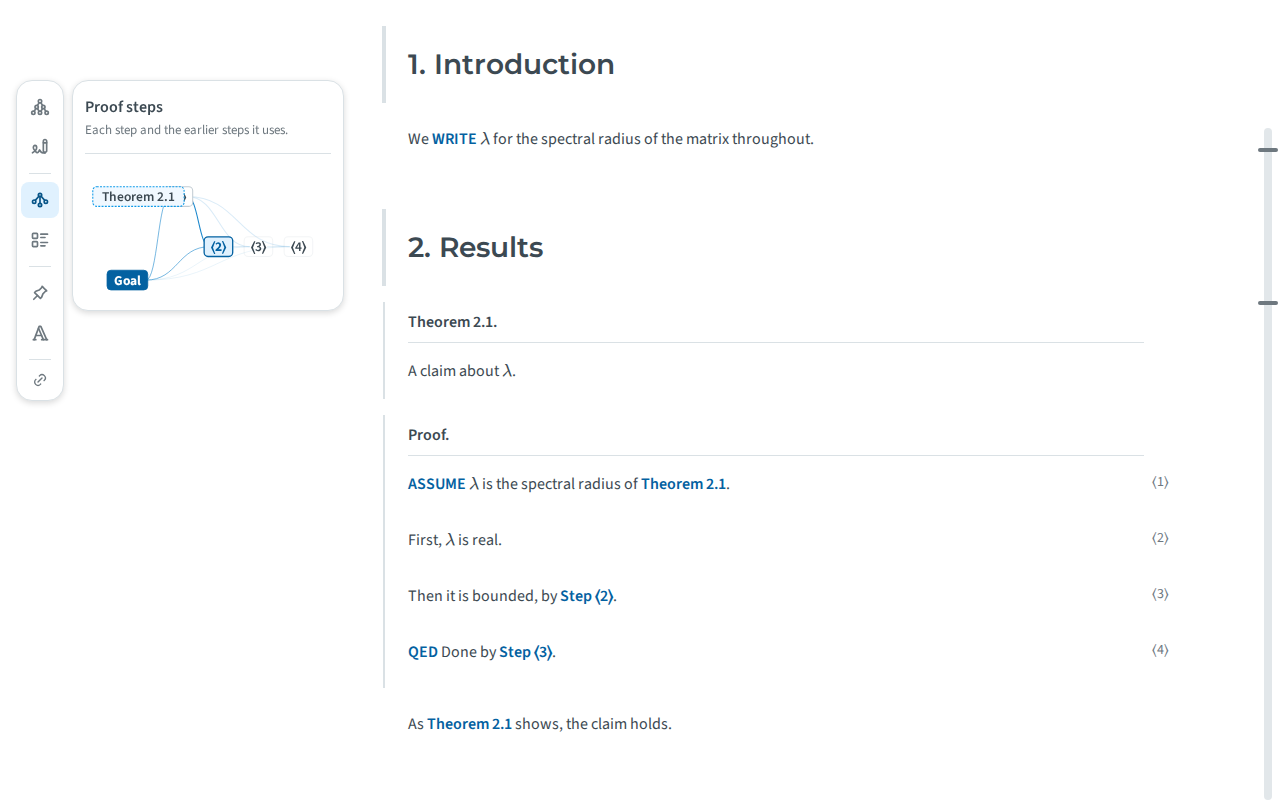 Proof steps
Each step and the earlier steps it uses.
Theorem 2.1
⟨2⟩ ⟨3⟩ ⟨4⟩
Goal
1. Introduction
We WRITE λ for the spectral radius of the matrix throughout.
2. Results
Theorem 2.1.
A claim about λ.
Proof.
ASSUME λ is the spectral radius of Theorem 2.1. ⟨1⟩
First, λ is real. ⟨2⟩
Then it is bounded, by Step ⟨2⟩. ⟨3⟩
QED Done by Step ⟨3⟩. ⟨4⟩
As Theorem 2.1 shows, the claim holds.